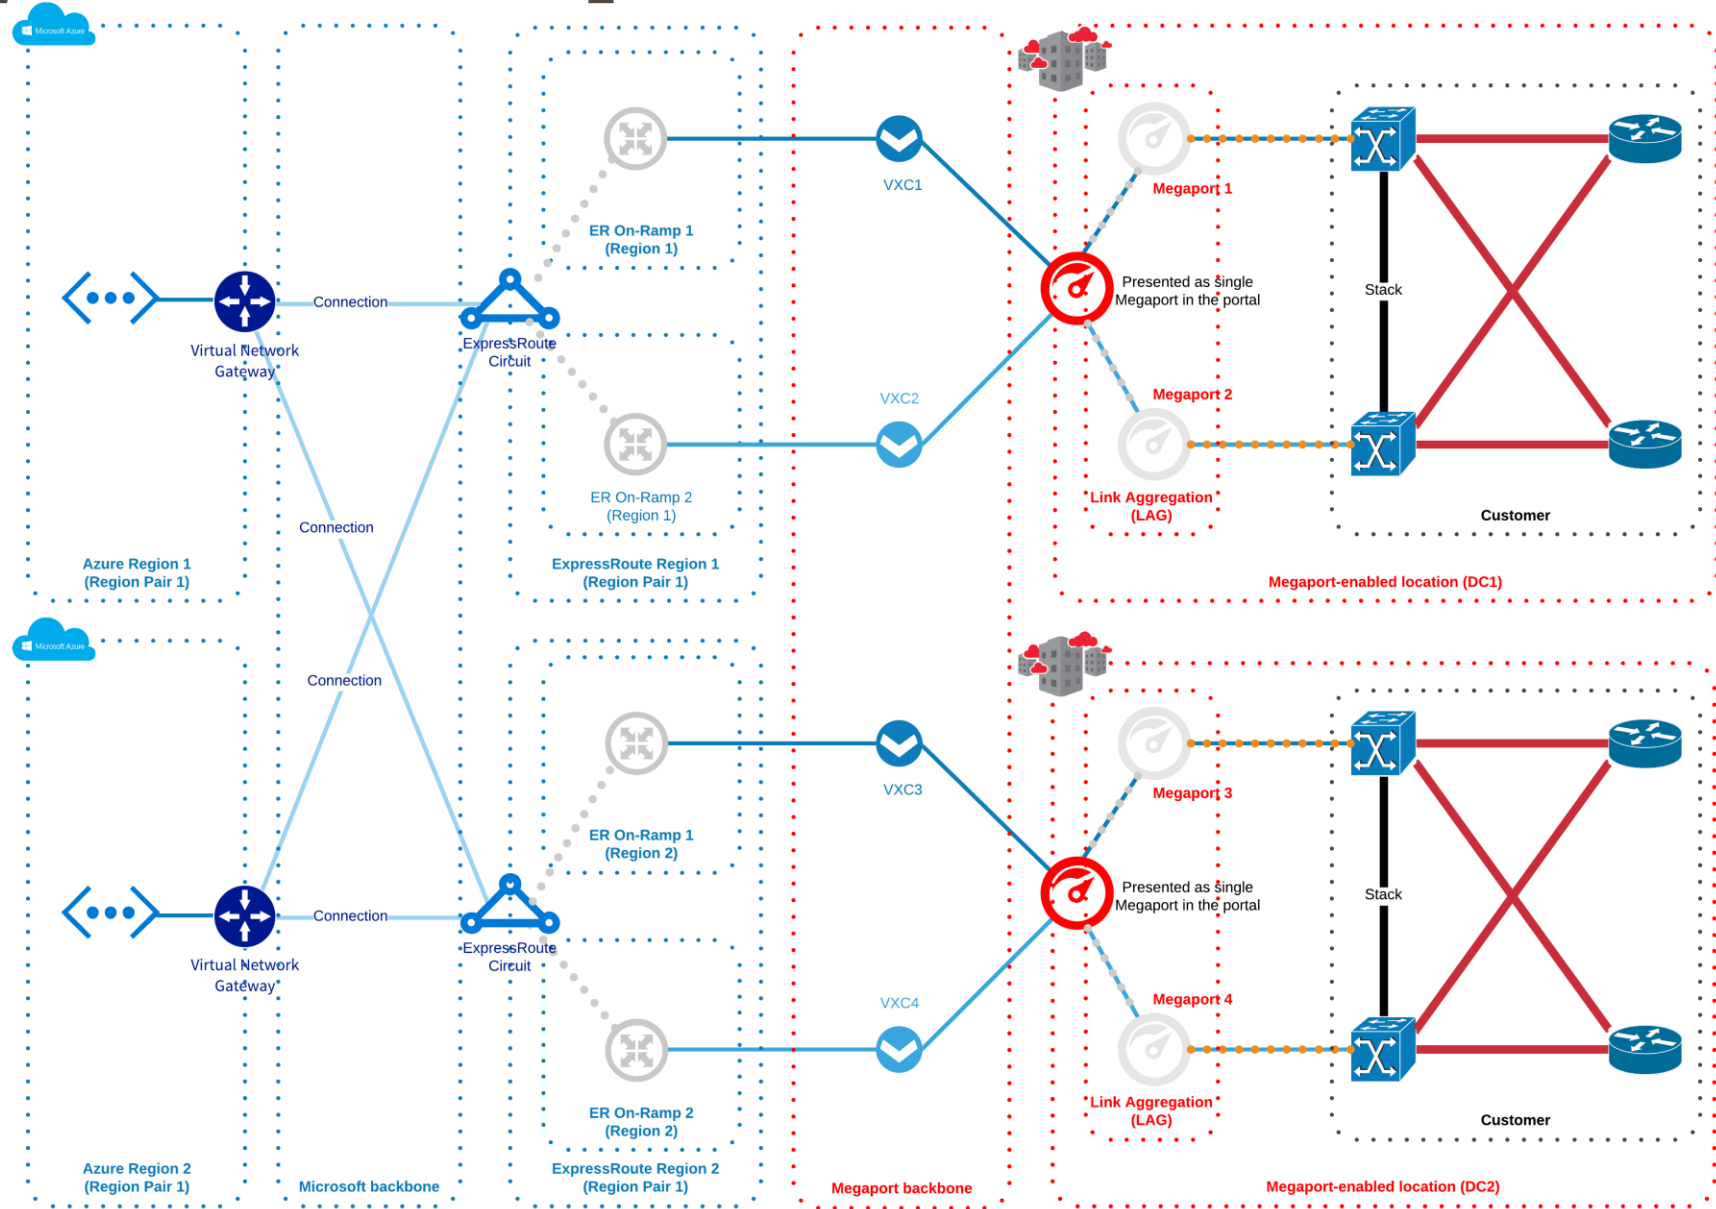 Microsoft Azure
VXC1
Megaport 1
ER On-Ramp 1
(Region 1)
Connection
Presented as single
Megaport in the portal
Stack
Virtual Network
Gateway
ExpressRoute
Circuit
VXC2
Megaport 2
ER On-Ramp 2
(Region 1)
Link Aggregation
(LAG)
Customer
Connection
Azure Region 1
(Region Pair 1)
ExpressRoute Region 1
(Region Pair 1)
Megaport-enabled location (DC1)
Microsoft Azure
Connection
VXC3
Megaport 3
ER On-Ramp 1
(Region 2)
Connection
Presented as single
Megaport in the portal
Stack
Virtual Network
Gateway
ExpressRoute
Circuit
VXC4
Megaport 4
ER On-Ramp 2
(Region 2)
Link Aggregation
(LAG)
Customer
Azure Region 2
(Region Pair 1)
Microsoft backbone
ExpressRoute Region 2
(Region Pair 1)
Megaport backbone
Megaport-enabled location (DC2)